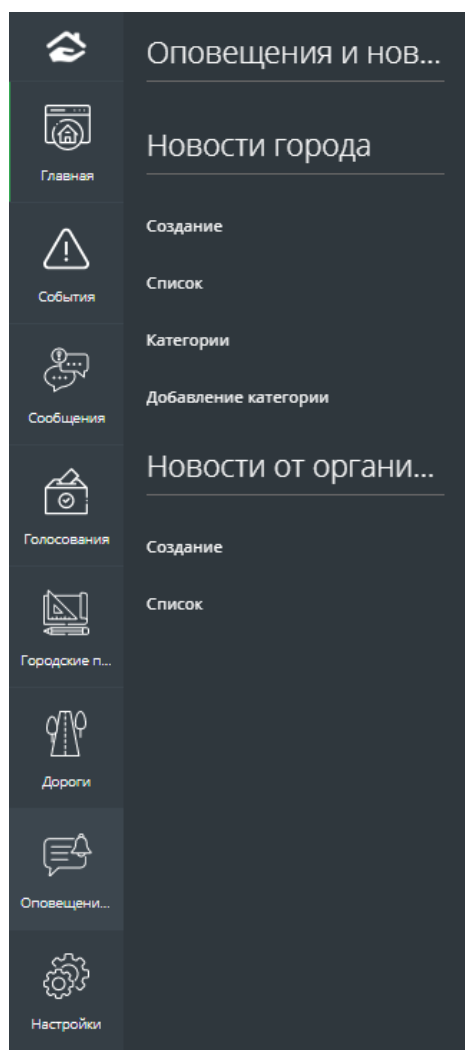 Главная
События
Сообщения
Голосования
Городские п...
Дороги
Оповещени...
Настройки
Оповещения и нов...
Новости города
Создание
Список
Категории
Добавление категории
Новости от органи...
Создание
Список